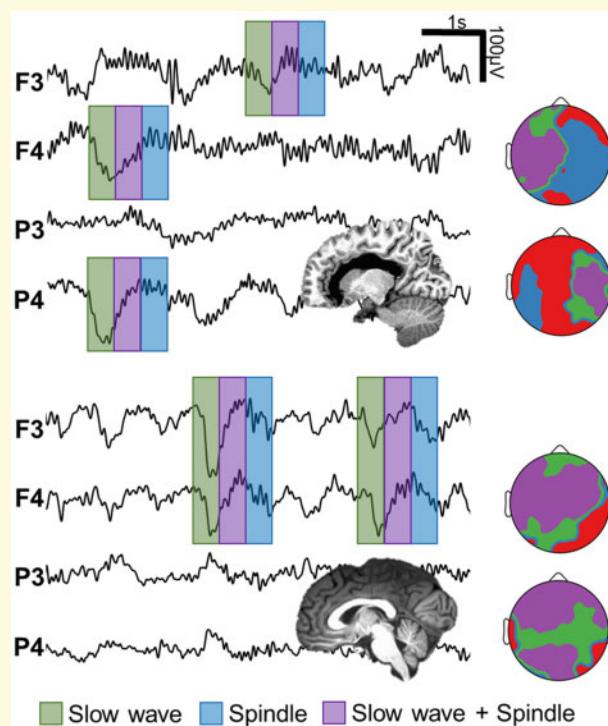 1s
100μV
F3
F4
P3
P4
F3
F4
P3
P4
Slow wave Spindle Slow wave + Spindle